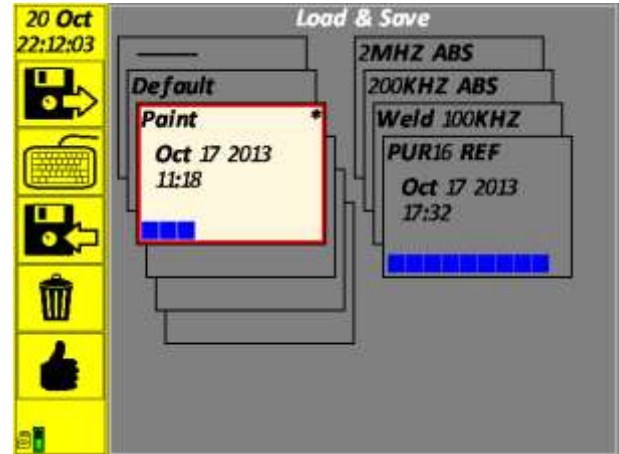 20 Oct
22:12:03
Load & Save
Default
Paint *
Oct 17 2013
11:18
2MHZ ABS
200KHZ ABS
Weld 100KHZ
PUR16 REF
Oct 17 2013
17:32